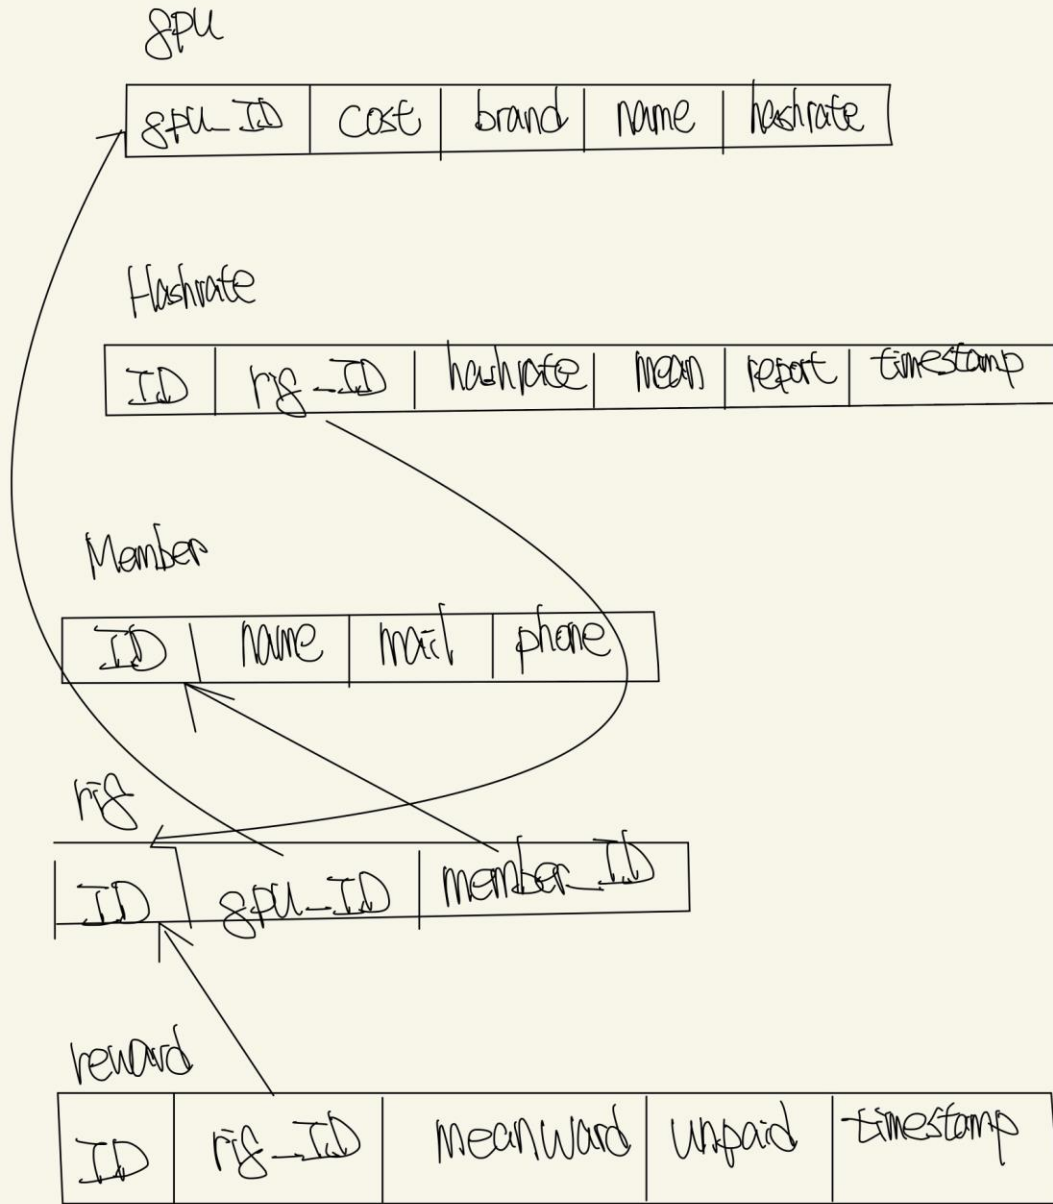 gpu
gpu_ID cost brand name hashrate
Hashrate
ID rig_ID hashrate mean report timestamp
Member
ID name mail phone
rig
ID gpu_ID member_ID
reward
ID rig_ID meanWard unpaid timestamp